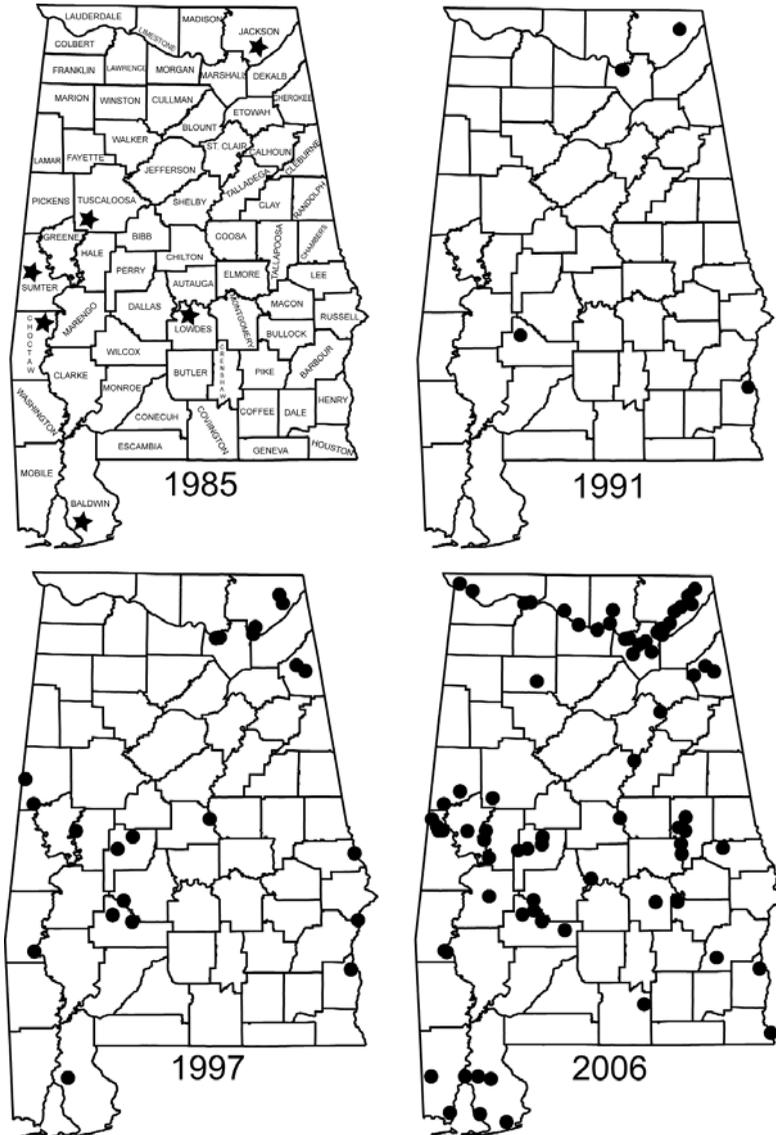 LAUDERDALE
LIMESTONE
MADISON
JACKSON
COLBERT
FRANKLIN
LAWRENCE
MORGAN
MARSHALL
DEKALB
MARION
WINSTON
CULLMAN
CHEROKEE
ETOWAH
BLOUNT
WALKER
ST. CLAIR
CALHOUN
CLEBURNE
LAMAR
FAYETTE
JEFFERSON
TALLADEGA
PICKENS
TUSCALOOSA
SHELBY
CLAY
RANDOLPH
GREENE
HALE
BIBB
COOSA
TALLAPOOSA
CHAMBERS
CHILTON
PERRY
ELMORE
LEE
SUMTER
AUTAUGA
MARENGO
DALLAS
MONTGOMERY
MACON
RUSSELL
CHOCTAW
LOWDES
BULLOCK
WILCOX
BARBOUR
CLARKE
BUTLER
CRENSHAW
PIKE
MONROE
WASHINGTON
CONECUH
COVIINGTON
COFFEE
DALE
HENRY
ESCAMBIA
GENEVA
HOUSTON
MOBILE
BALDWIN
1985
1991
1997
2006